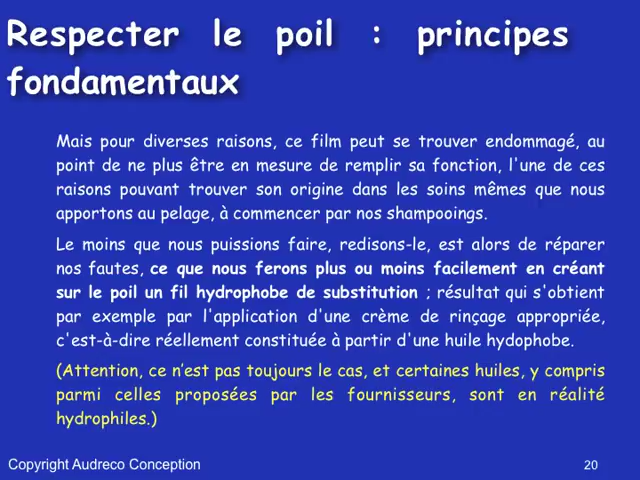 Respecter le poil : principes
fondamentaux
Mais pour diverses raisons, ce film peut se trouver endommagé, au
point de ne plus être en mesure de remplir sa fonction, l'une de ces
raisons pouvant trouver son origine dans les soins mêmes que nous
apportons au pelage, à commencer par nos shampooings.
Le moins que nous puissions faire, redisons-le, est alors de réparer
nos fautes, ce que nous ferons plus ou moins facilement en créant
sur le poil un fil hydrophobe de substitution ; résultat qui s'obtient
par exemple par l'application d'une crème de rinçage appropriée,
c'est-à-dire réellement constituée à partir d'une huile hydophobe.
(Attention, ce n’est pas toujours le cas, et certaines huiles, y compris
parmi celles proposées par les fournisseurs, sont en réalité
hydrophiles.)
Copyright Audreco Conception
20